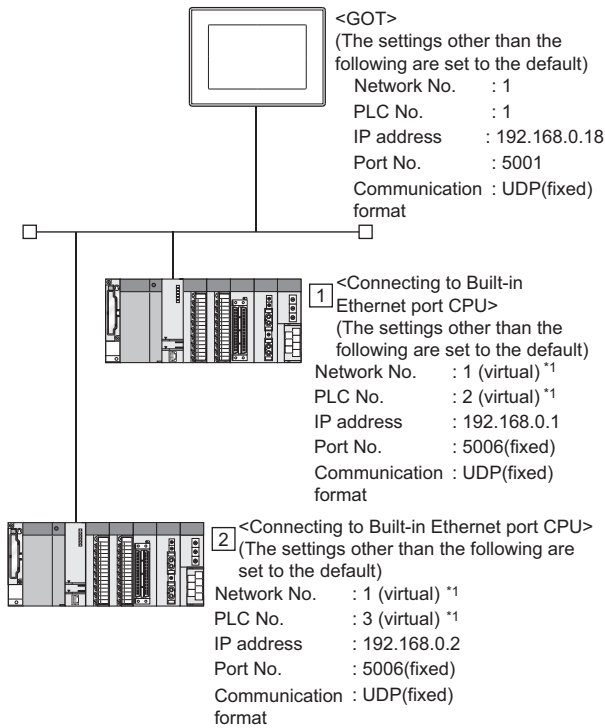 <GOT>
(The settings other than the
following are set to the default)
Network No. : 1
PLC No. : 1
IP address : 192.168.0.18
Port No. : 5001
Communication : UDP(fixed)
format
1
<Connecting to Built-in
Ethernet port CPU>
(The settings other than the
following are set to the default)
Network No. : 1 (virtual) *1
PLC No. : 2 (virtual) *1
IP address : 192.168.0.1
Port No. : 5006(fixed)
Communication : UDP(fixed)
format
2
<Connecting to Built-in Ethernet port CPU>
(The settings other than the following are
set to the default)
Network No. : 1 (virtual) *1
PLC No. : 3 (virtual) *1
IP address : 192.168.0.2
Port No. : 5006(fixed)
Communication : UDP(fixed)
format